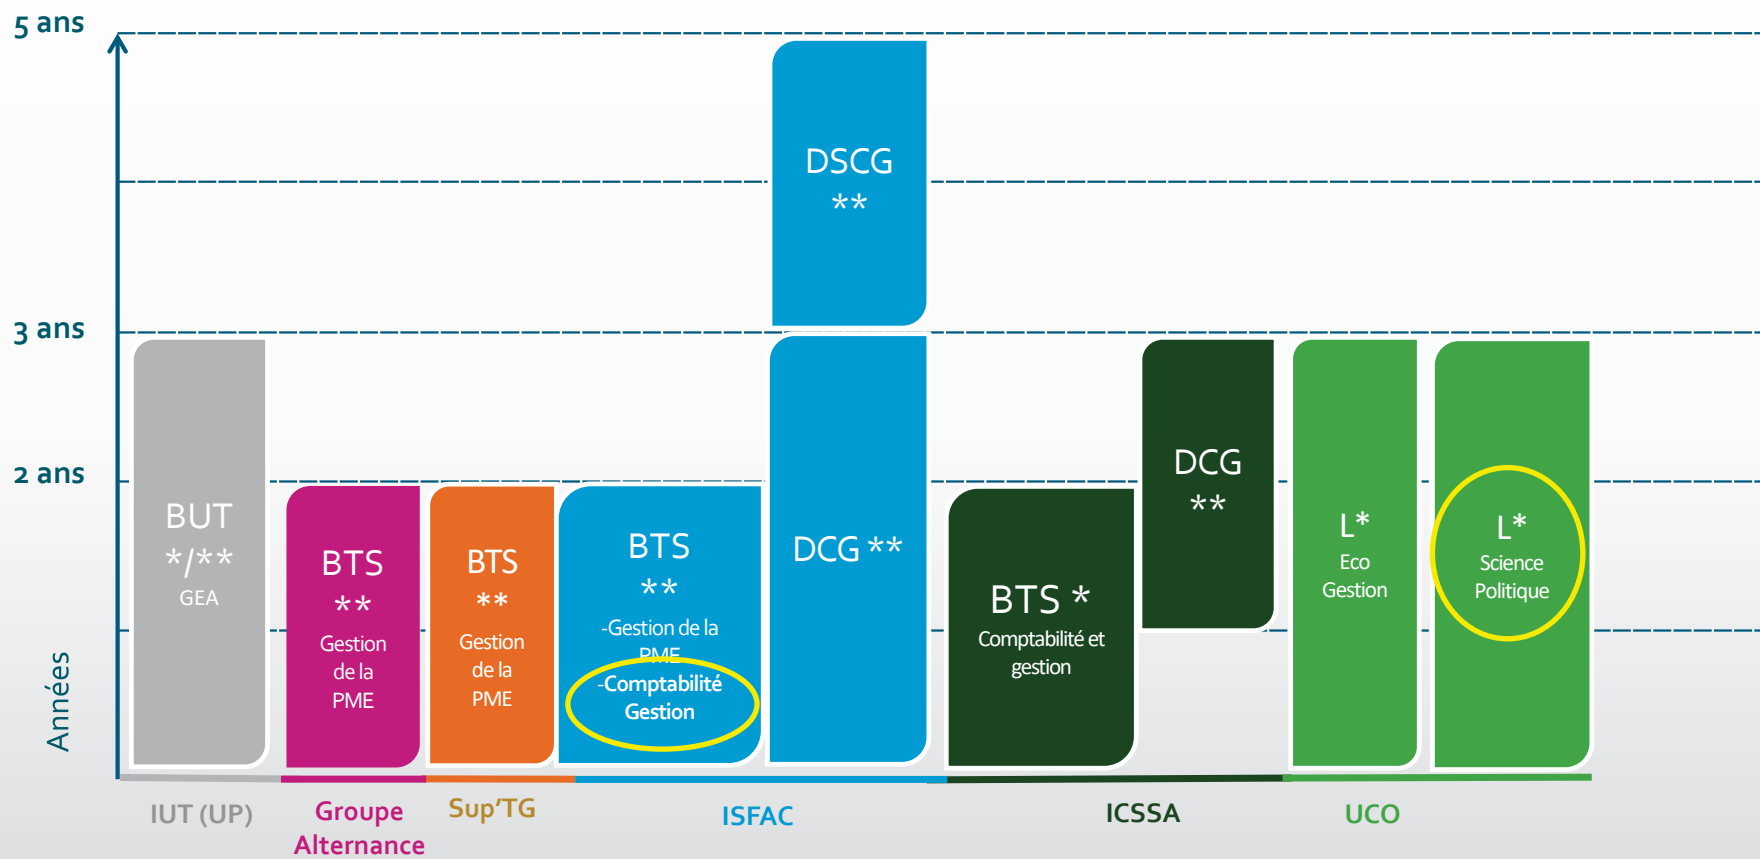 5 ans
3 ans
2 ans
Années
BUT
*/**
GEA
BTS
**
Gestion
de la
PME
BTS
**
Gestion
de la
PME
BTS
**
-Gestion de la
PME
-Comptabilité
Gestion
DSCG
**
DCG **
BTS *
Comptabilité et
gestion
DCG
**
L*
Eco
Gestion
L*
Science
Politique
IUT (UP)
Groupe
Alternance
Sup'TG
ISFAC
ICSSA
UCO